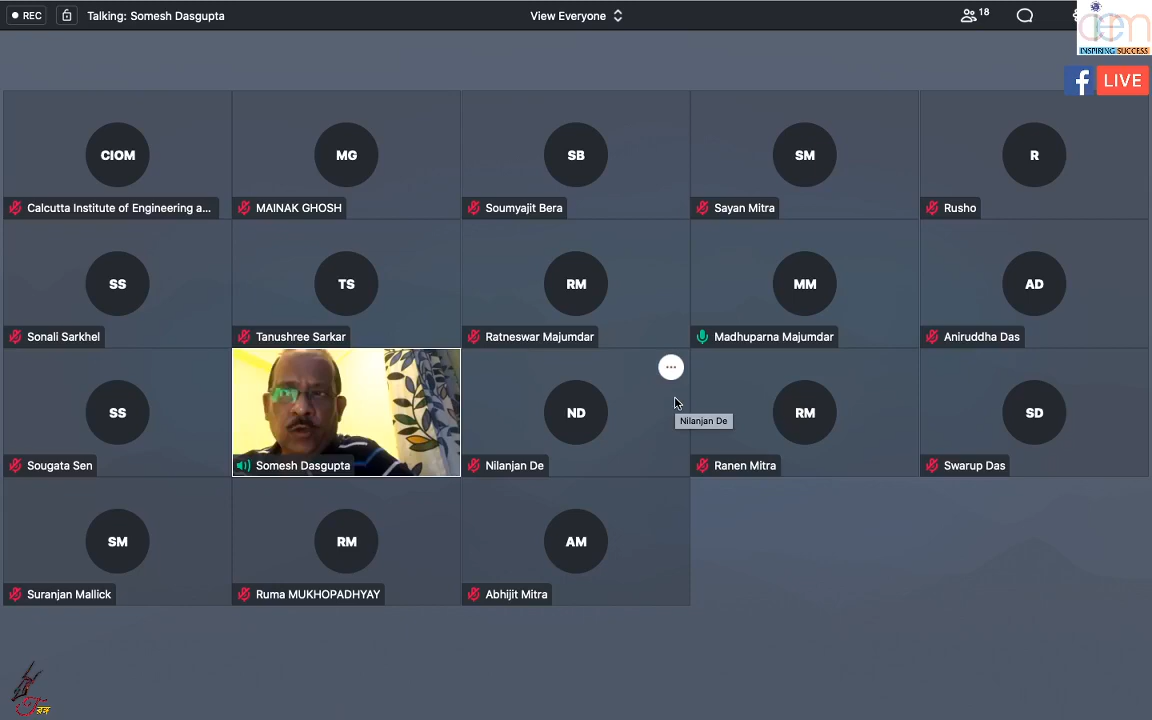 REC
Talking: Somesh Dasgupta
View Everyone
18
iem
INSPIRING SUCCESS
f LIVE
CIOM
MG
SB
SM
R
Calcutta Institute of Engineering a...
MAINAK GHOSH
Soumyajit Bera
Sayan Mitra
Rusho
SS
TS
RM
MM
AD
Sonali Sarkhel
Tanushree Sarkar
Ratneswar Majumdar
Madhuparna Majumdar
Aniruddha Das
SS
ND
RM
SD
Nilanjan De
Sougata Sen
Somesh Dasgupta
Nilanjan De
Ranen Mitra
Swarup Das
SM
RM
AM
Suranjan Mallick
Ruma MUKHOPADHYAY
Abhijit Mitra